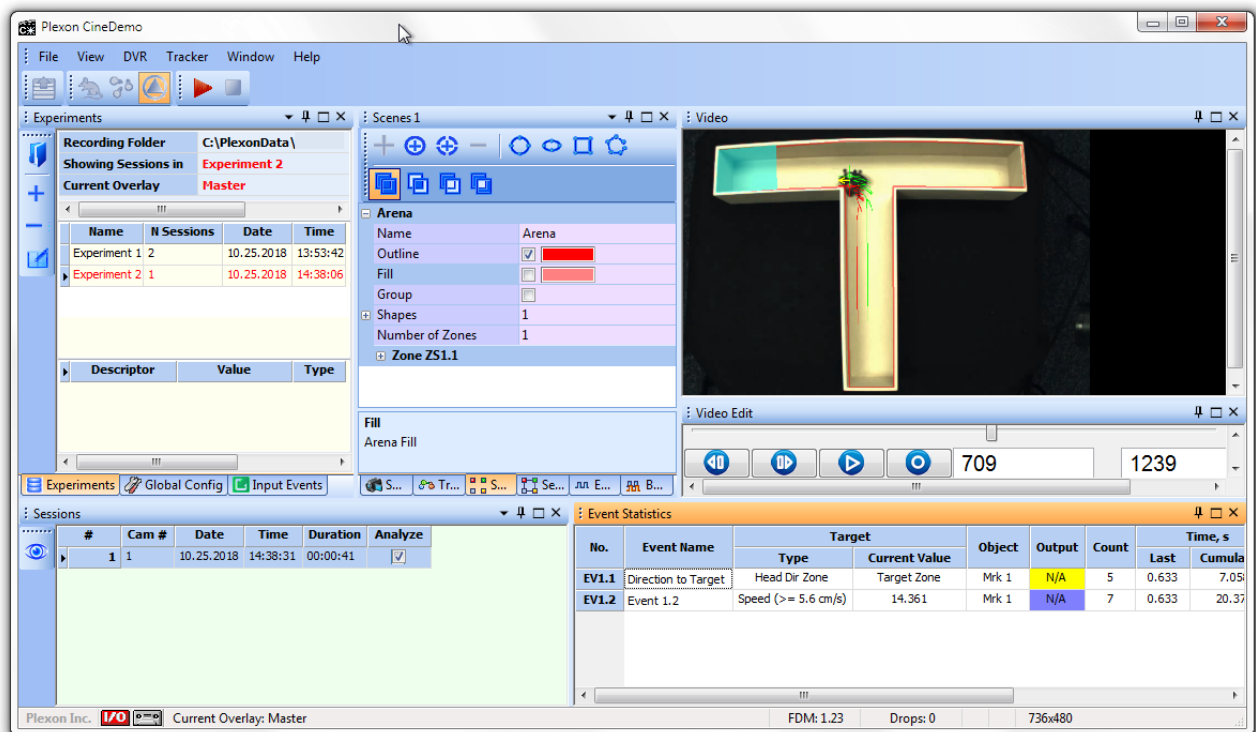 Plexon CineDemo
File View DVR Tracker Window Help
Experiments
Recording Folder C:\PlexonData\
Showing Sessions in Experiment 2
Current Overlay Master
Name N Sessions Date Time
Experiment 1 2 10.25.2018 13:53:42
Experiment 2 1 10.25.2018 14:38:06
Descriptor Value Type
Experiments Global Config Input Events
Scenes 1
Arena
Name Arena
Outline
Fill
Group
Shapes 1
Number of Zones 1
Zone ZS1.1
Fill
Arena Fill
S... Tr... S... Se... E... B...
Video
Video Edit
709 1239
Sessions
# Cam # Date Time Duration Analyze
1 1 10.25.2018 14:38:31 00:00:41
Event Statistics
No. Event Name Target Object Output Count Time, s
Type Current Value Last Cumula
EV1.1 Direction to Target Head Dir Zone Target Zone Mrk 1 N/A 5 0.633 7.05
EV1.2 Event 1.2 Speed (>= 5.6 cm/s) 14.361 Mrk 1 N/A 7 0.633 20.37
Plexon Inc. I/O Current Overlay: Master FDM: 1.23 Drops: 0 736x480